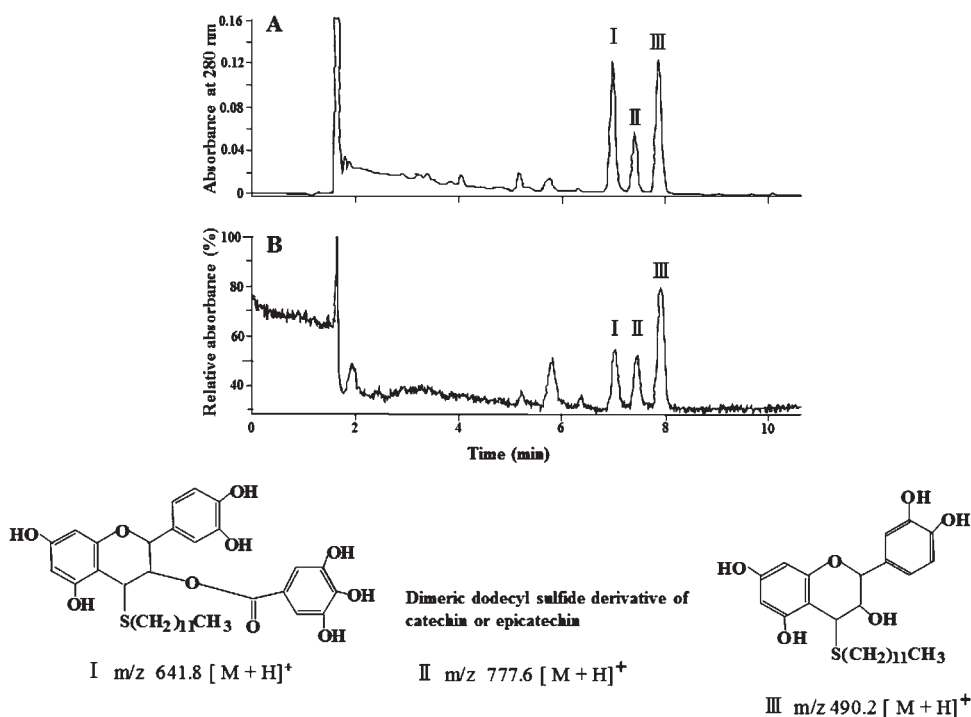 A
Absorbance at 280 nm
0.16
0.12
0.08
0.04
0
Ⅰ
Ⅱ
Ⅲ
B
Relative absorbance (%)
100
80
60
40
Ⅰ
Ⅱ
Ⅲ
0 2 4 6 8 10
Time (min)
HO
O
OH
OH
OH
O
O
OH
OH
OH
S(CH2)11CH3
Dimeric dodecyl sulfide derivative of
catechin or epicatechin
HO
O
OH
OH
OH
OH
S(CH2)11CH3
Ⅰ m/z 641.8 [ M + H]+
Ⅱ m/z 777.6 [ M + H]+
Ⅲ m/z 490.2 [ M + H]+